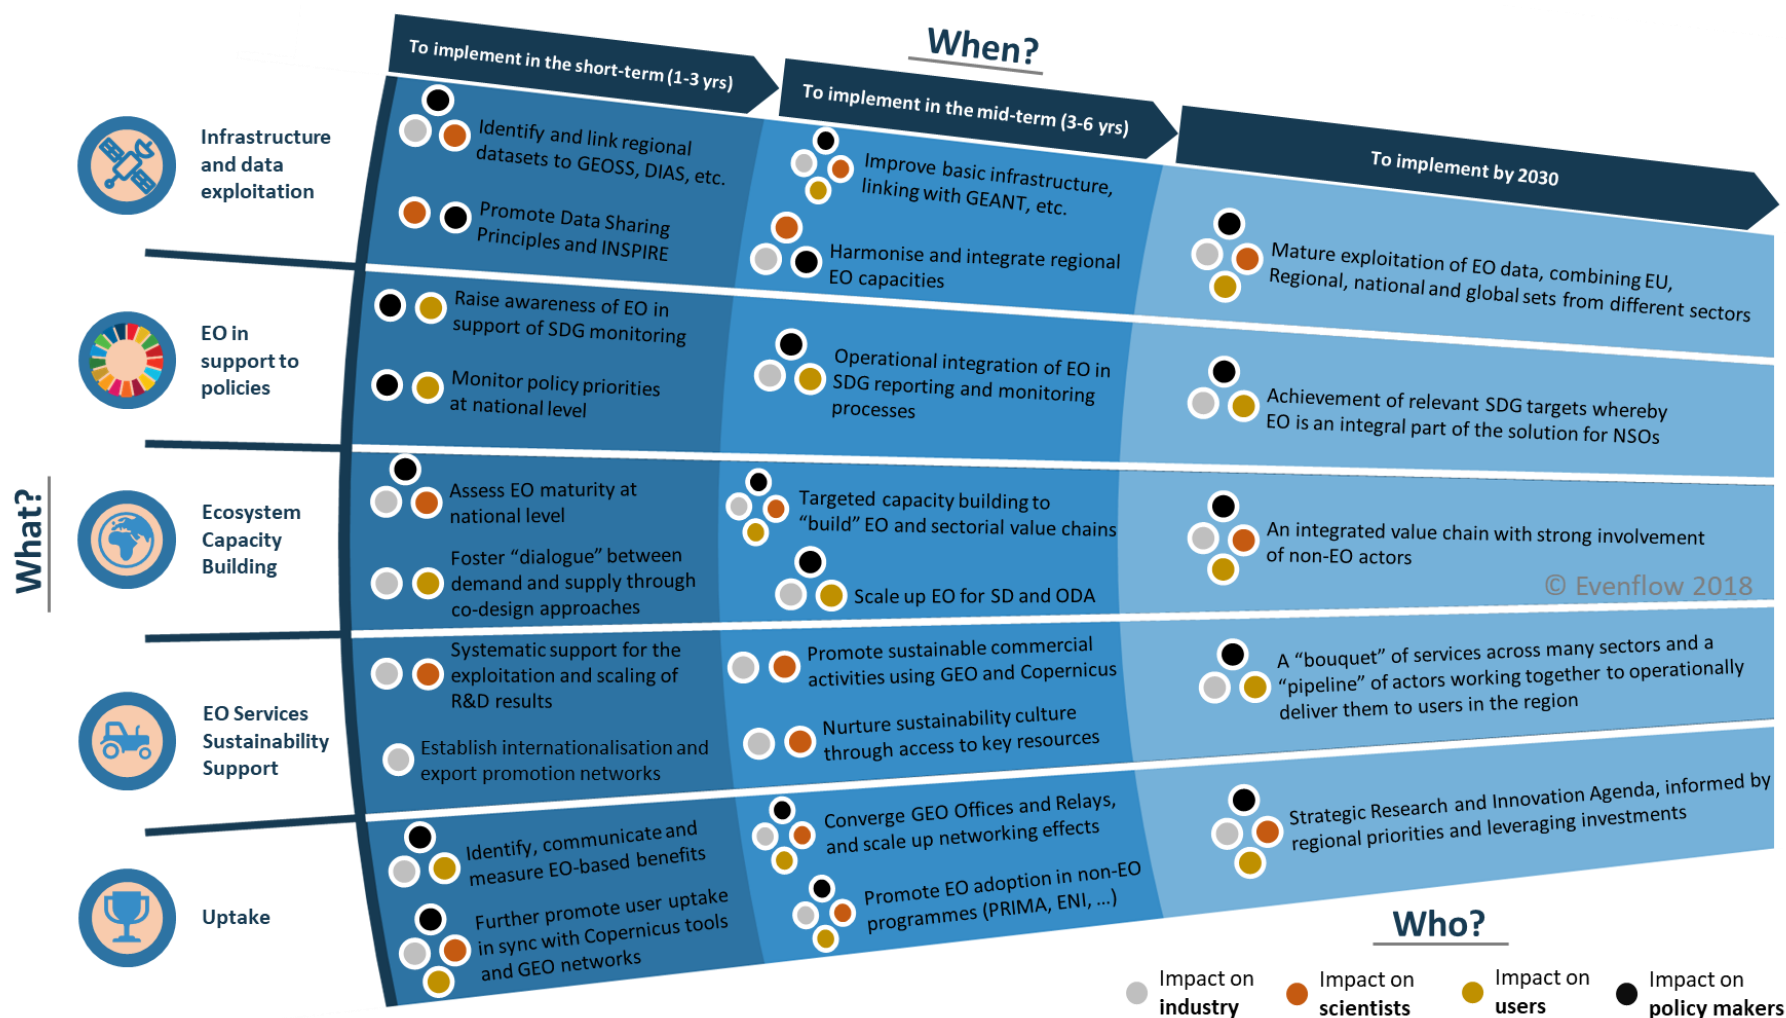 When?
To implement in the short-term (1-3 yrs)
To implement in the mid-term (3-6 yrs)
To implement by 2030
What?
Infrastructure
and data
exploitation
Identify and link regional
datasets to GEOSS, DIAS, etc.
Promote Data Sharing
Principles and INSPIRE
Improve basic infrastructure,
linking with GEANT, etc.
Harmonise and integrate regional
EO capacities
Mature exploitation of EO data, combining EU,
Regional, national and global sets from different sectors
EO in
support to
policies
Raise awareness of EO in
support of SDG monitoring
Monitor policy priorities
at national level
Operational integration of EO in
SDG reporting and monitoring
processes
Achievement of relevant SDG targets whereby
EO is an integral part of the solution for NSOs
Ecosystem
Capacity
Building
Assess EO maturity at
national level
Foster “dialogue” between
demand and supply through
co-design approaches
Targeted capacity building to
“build” EO and sectorial value chains
Scale up EO for SD and ODA
An integrated value chain with strong involvement
of non-EO actors
© Evenflow 2018
EO Services
Sustainability
Support
Systematic support for the
exploitation and scaling of
R&D results
Establish internationalisation and
export promotion networks
Promote sustainable commercial
activities using GEO and Copernicus
Nurture sustainability culture
through access to key resources
A “bouquet” of services across many sectors and a
“pipeline” of actors working together to operationally
deliver them to users in the region
Uptake
Identify, communicate and
measure EO-based benefits
Further promote user uptake
in sync with Copernicus tools
and GEO networks
Converge GEO Offices and Relays,
and scale up networking effects
Promote EO adoption in non-EO
programmes (PRIMA, ENI, ...)
Strategic Research and Innovation Agenda, informed by
regional priorities and leveraging investments
Who?
Impact on
industry
Impact on
scientists
Impact on
users
Impact on
policy makers